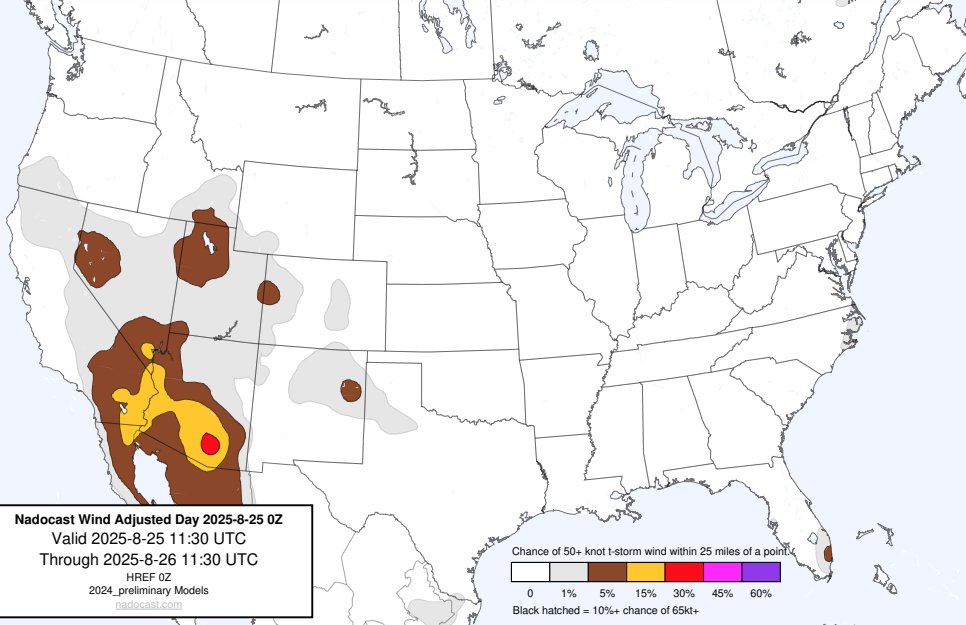 Nadocast Wind Adjusted Day 2025-8-25 0Z
Valid 2025-8-25 11:30 UTC
Through 2025-8-26 11:30 UTC
HREF 0Z
2024_preliminary Models
nadocast.com
Chance of 50+ knot t-storm wind within 25 miles of a point.
0 1% 5% 15% 30% 45% 60%
Black hatched = 10%+ chance of 65kt+